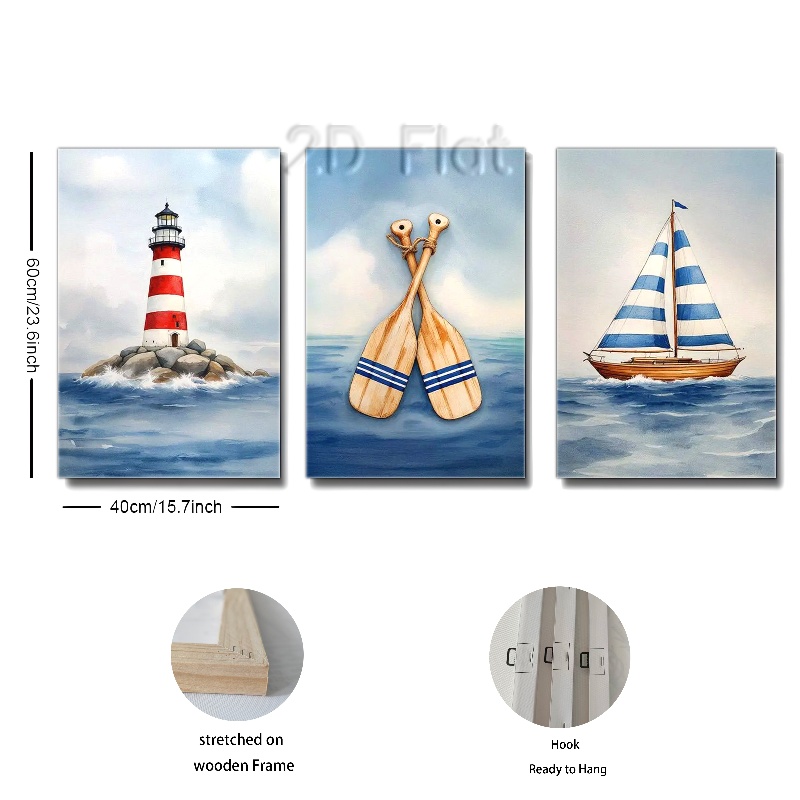 2D Flat
60cm/23.6inch
40cm/15.7inch
stretched on
wooden Frame
Hook
Ready to Hang